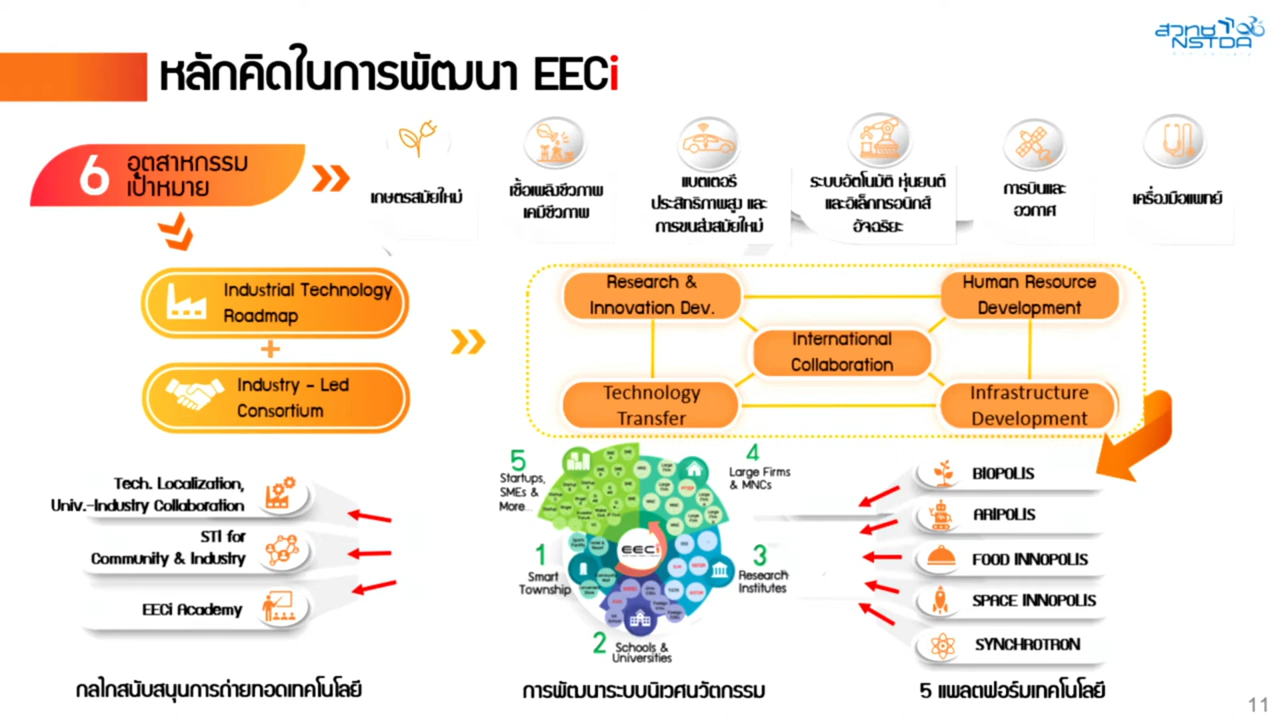 สวทช
NSTDA
หลักคิดในการพัฒนา EECi
6
อุตสาหกรรม
เป้าหมาย
เกษตรสมัยใหม่
เชื้อเพลิงชีวภาพ
เคมีชีวภาพ
แบตเตอรี
ประสิทธิภาพสูง และ
การขนส่งสมัยใหม่
ระบบอัตโนมัติ หุ่นยนต์
และอิเล็กทรอนิกส์
อัจฉริยะ
การบินและ
อวกาศ
เครื่องมือแพทย์
Industrial Technology
Roadmap
+
Industry - Led
Consortium
Research &
Innovation Dev.
Human Resource
Development
International
Collaboration
Technology
Transfer
Infrastructure
Development
Tech. Localization,
Univ.-Industry Collaboration
STI for
Community & Industry
EECi Academy
กลไกสนับสนุนการถ่ายทอดเทคโนโลยี
5
Startups,
SMEs &
More...
4
Large Firms
& MNCs
1
Smart
Township
EECi
3
Research
Institutes
2
Schools &
Universities
การพัฒนาระบบนิเวศนวัตกรรม
BIOPOLIS
ARIPOLIS
FOOD INNOPOLIS
SPACE INNOPOLIS
SYNCHROTRON
5 แพลตฟอร์มเทคโนโลยี
11